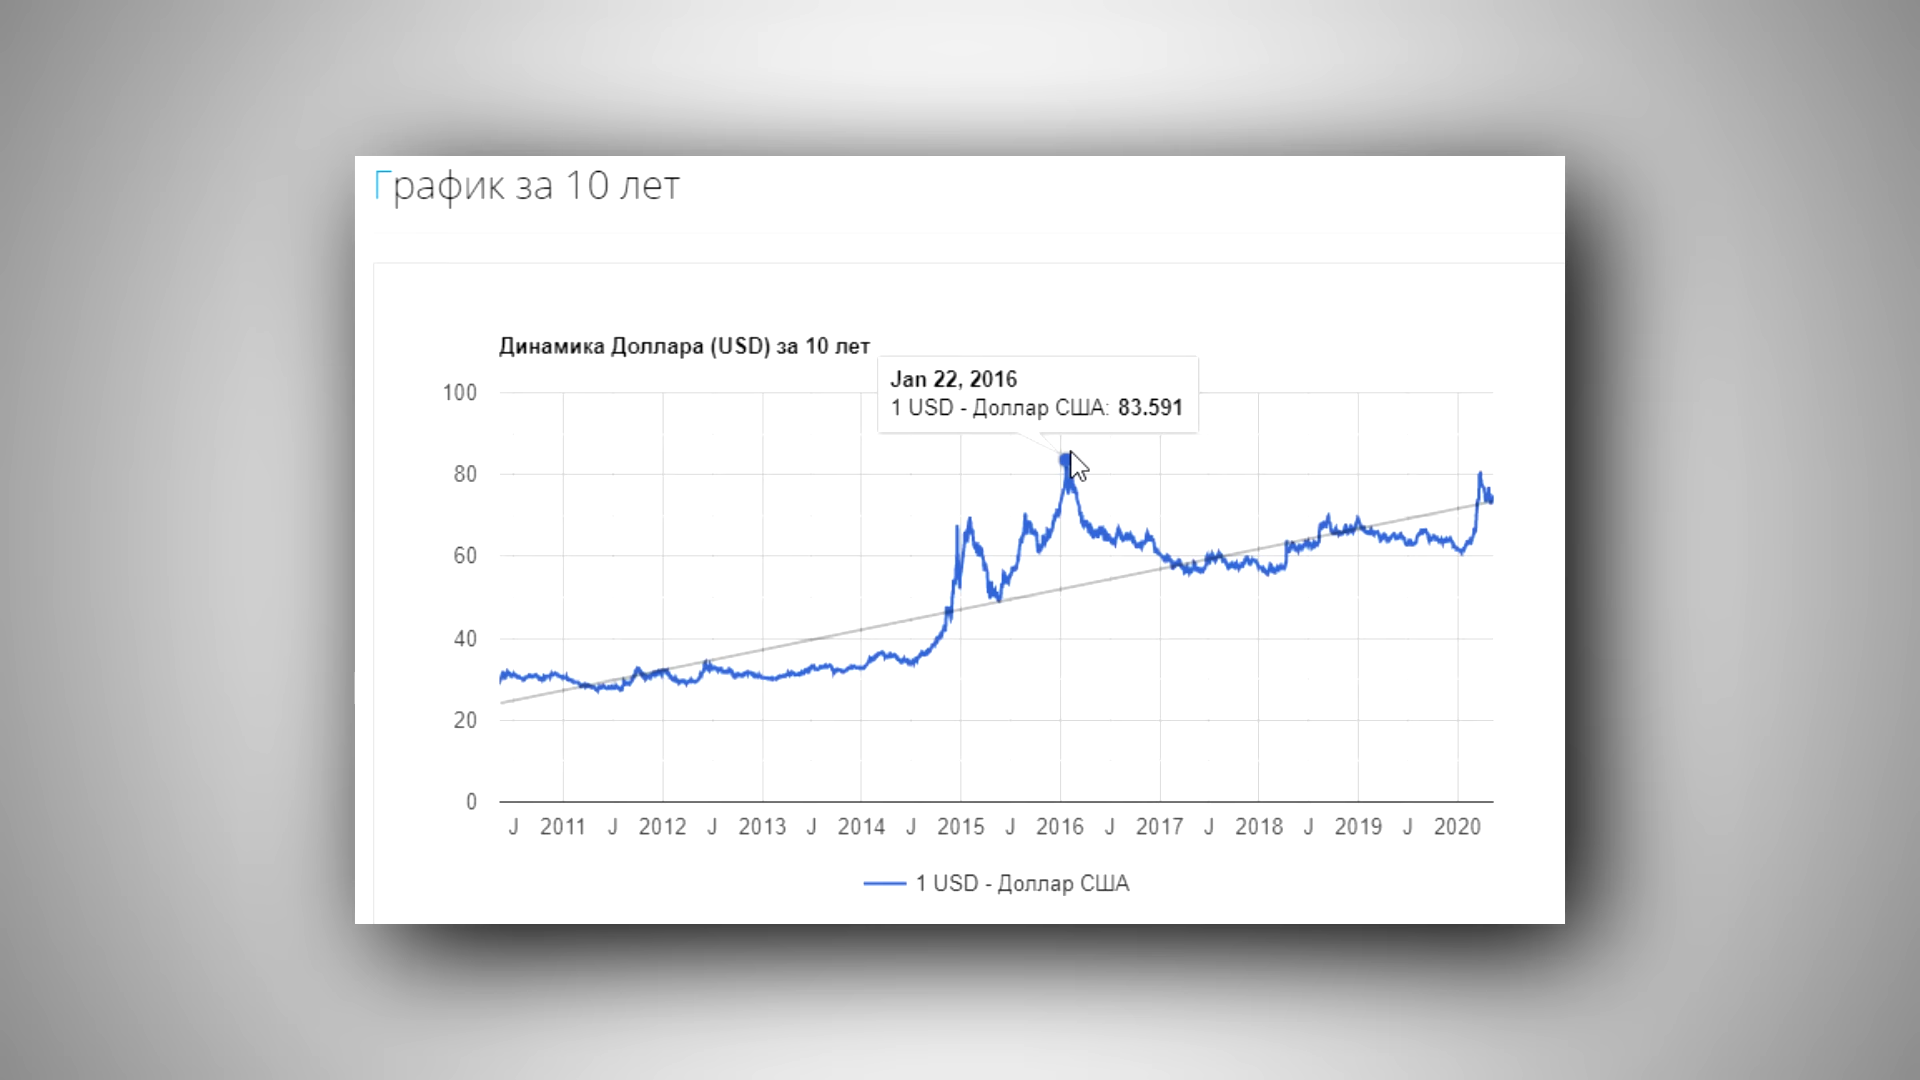 График за 10 лет
Динамика Доллара (USD) за 10 лет
Jan 22, 2016
1 USD - Доллар США: 83.591
100
80
60
40
20
0
J 2011 J 2012 J 2013 J 2014 J 2015 J 2016 J 2017 J 2018 J 2019 J 2020
1 USD - Доллар США